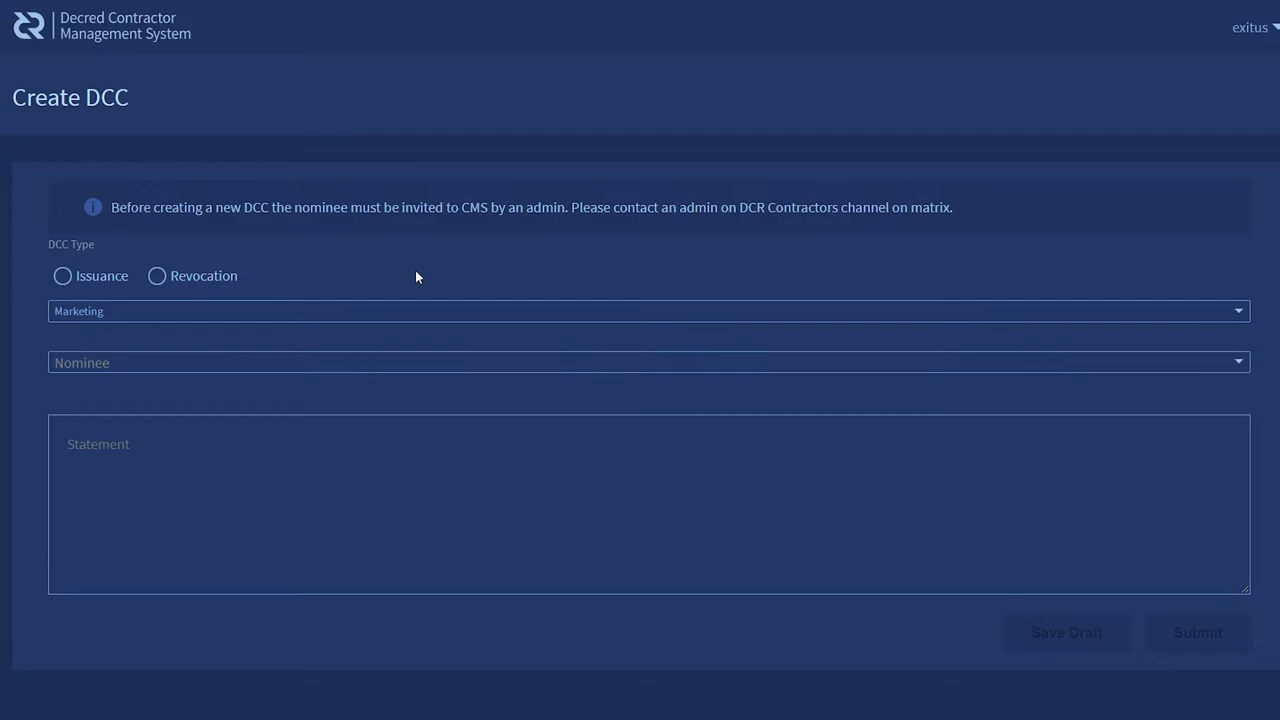 Decred Contractor
Management System
exitus
Create DCC
Before creating a new DCC the nominee must be invited to CMS by an admin. Please contact an admin on DCR Contractors channel on matrix.
DCC Type
Issuance Revocation
Marketing
Nominee
Statement
Save Draft Submit